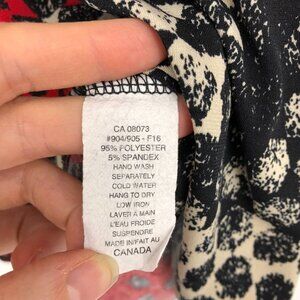 CA 08073
#904/905 - F16
95% POLYESTER
5% SPANDEX
HAND WASH
SEPARATELY
COLD WATER
HANG TO DRY
LOW IRON
LAVER A MAIN
L'EAU FROIDE
SUSPENDRE
MADE IN/FAIT AU
CANADA